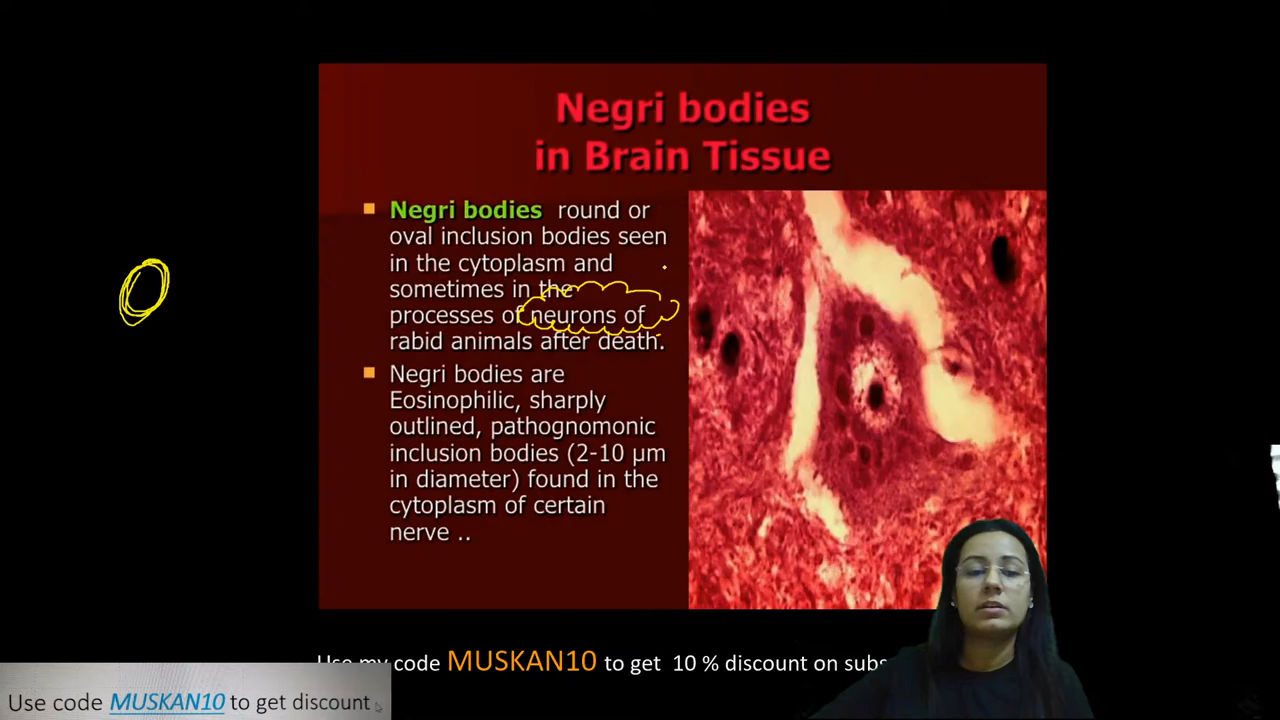 Negri bodies
in Brain Tissue
Negri bodies round or
oval inclusion bodies seen
in the cytoplasm and
sometimes in the
processes of neurons of
rabid animals after death.
Negri bodies are
Eosinophilic, sharply
outlined, pathognomonic
inclusion bodies (2-10 µm
in diameter) found in the
cytoplasm of certain
nerve ..
Use my code MUSKAN10 to get 10 % discount on subs
Use code MUSKAN10 to get discount